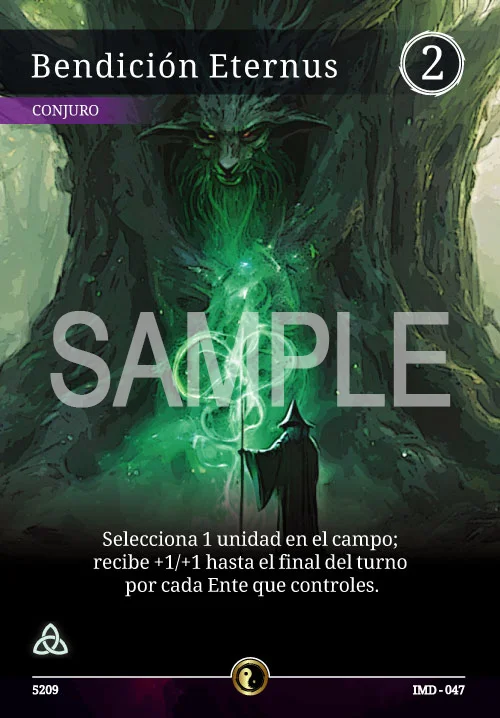 Bendición Eternus
2
CONJURO
SAMPLE
Selecciona 1 unidad en el campo;
recibe +1/+1 hasta el final del turno
por cada Ente que controles.
5209
IMD - 047